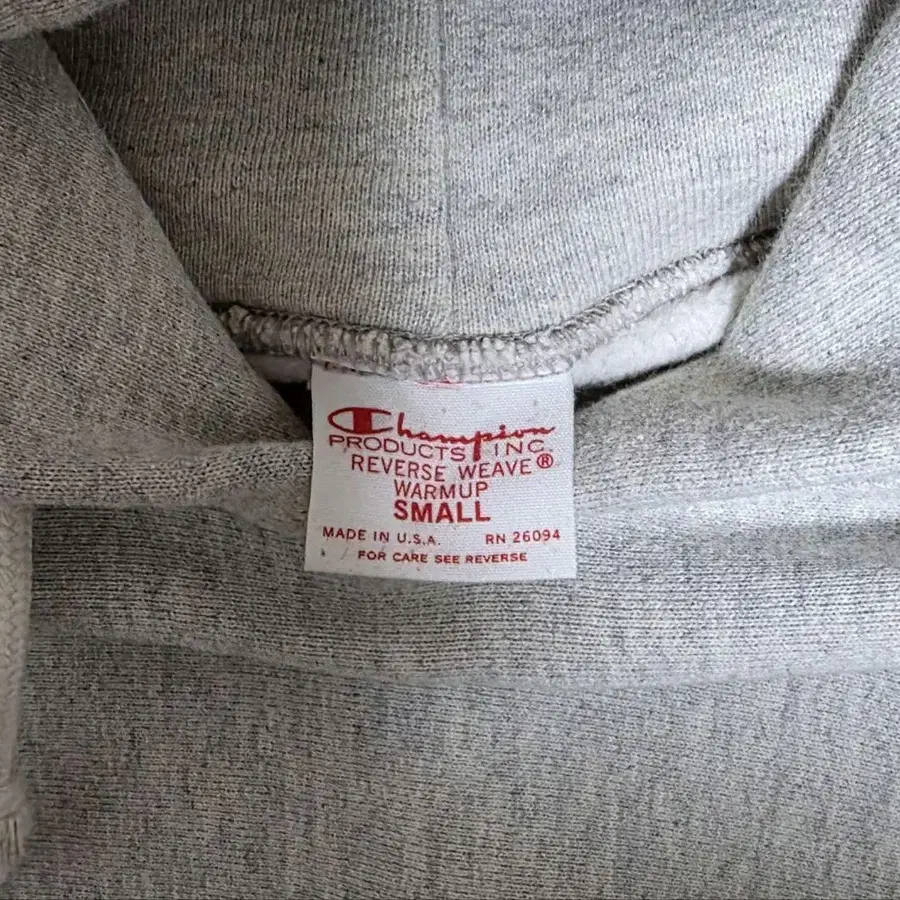 Champion
PRODUCTS INC.
REVERSE WEAVE®
WARMUP
SMALL
MADE IN U.S.A. RN 26094
FOR CARE SEE REVERSE